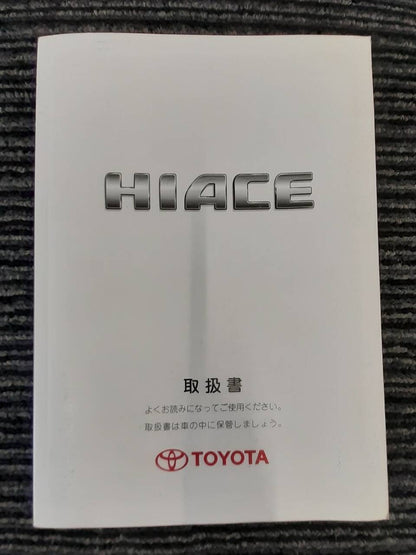 HIACE
取扱書
よくお読みになってご使用ください。
取扱書は車の中に保管しましょう。
TOYOTA